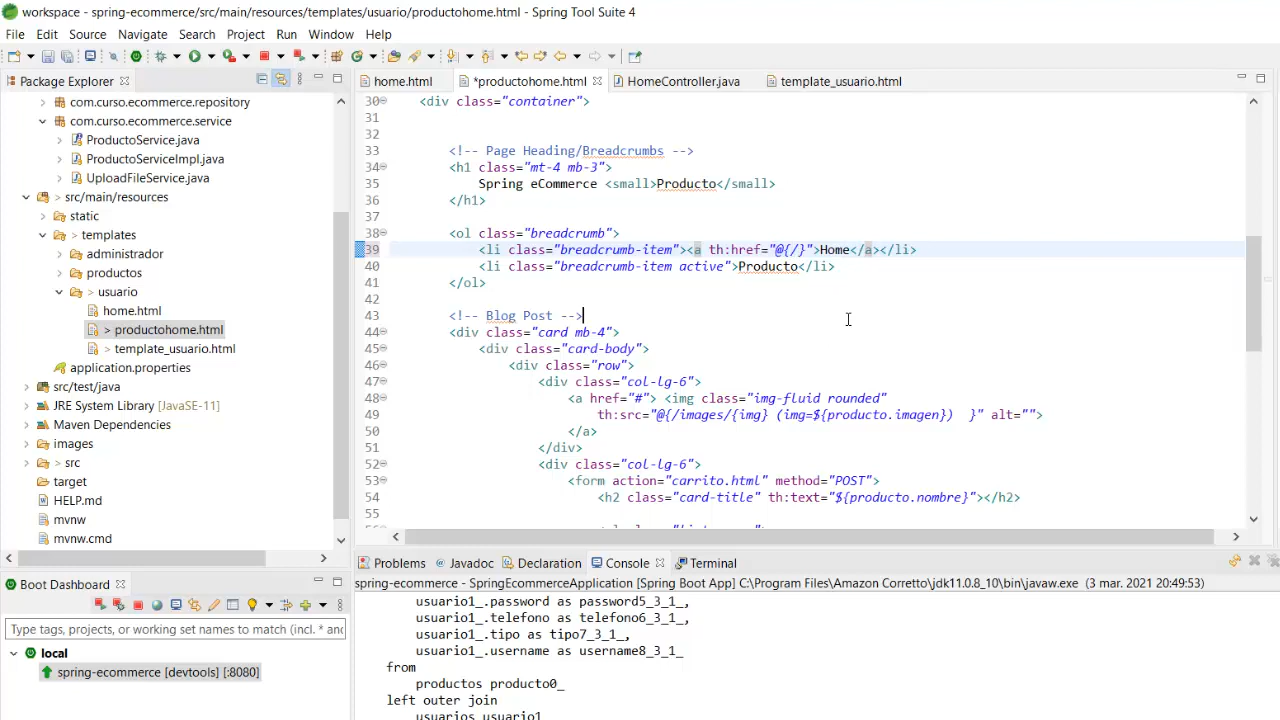 workspace - spring-ecommerce/src/main/resources/templates/usuario/productohome.html - Spring Tool Suite 4
File Edit Source Navigate Search Project Run Window Help
Package Explorer
com.curso.ecommerce.repository
com.curso.ecommerce.service
ProductoService.java
ProductoServiceImpl.java
UploadFileService.java
src/main/resources
static
templates
administrador
productos
usuario
home.html
> productohome.html
> template_usuario.html
application.properties
src/test/java
JRE System Library [JavaSE-11]
Maven Dependencies
images
> src
target
HELP.md
mvnw
mvnw.cmd
Boot Dashboard
Type tags, projects, or working set names to match (incl. * and
local
spring-ecommerce [devtools] [:8080]
home.html *productohome.html HomeController.java template_usuario.html
30 <div class="container">
31
32
33 <!-- Page Heading/Breadcrumbs -->
34 <h1 class="mt-4 mb-3">
35 Spring eCommerce <small>Producto</small>
36 </h1>
37
38 <ol class="breadcrumb">
39 <li class="breadcrumb-item"><a th:href="@{/}">Home</a></li>
40 <li class="breadcrumb-item active">Producto</li>
41 </ol>
42
43 <!-- Blog Post -->
44 <div class="card mb-4">
45 <div class="card-body">
46 <div class="row">
47 <div class="col-lg-6">
48 <a href="#"> <img class="img-fluid rounded"
49 th:src="@{/images/{img} (img=${producto.imagen})  }" alt="">
50 </a>
51 </div>
52 <div class="col-lg-6">
53 <form action="carrito.html" method="POST">
54 <h2 class="card-title" th:text="${producto.nombre}"></h2>
55
Problems Javadoc Declaration Console Terminal
spring-ecommerce - SpringEcommerceApplication [Spring Boot App] C:\Program Files\Amazon Corretto\jdk11.0.8_10\bin\javaw.exe (3 mar. 2021 20:49:53)
usuario1_.password as password5_3_1_,
usuario1_.telefono as telefono6_3_1_,
usuario1_.tipo as tipo7_3_1_,
usuario1_.username as username8_3_1_
from
productos producto0_
left outer join
usuarios usuario1_